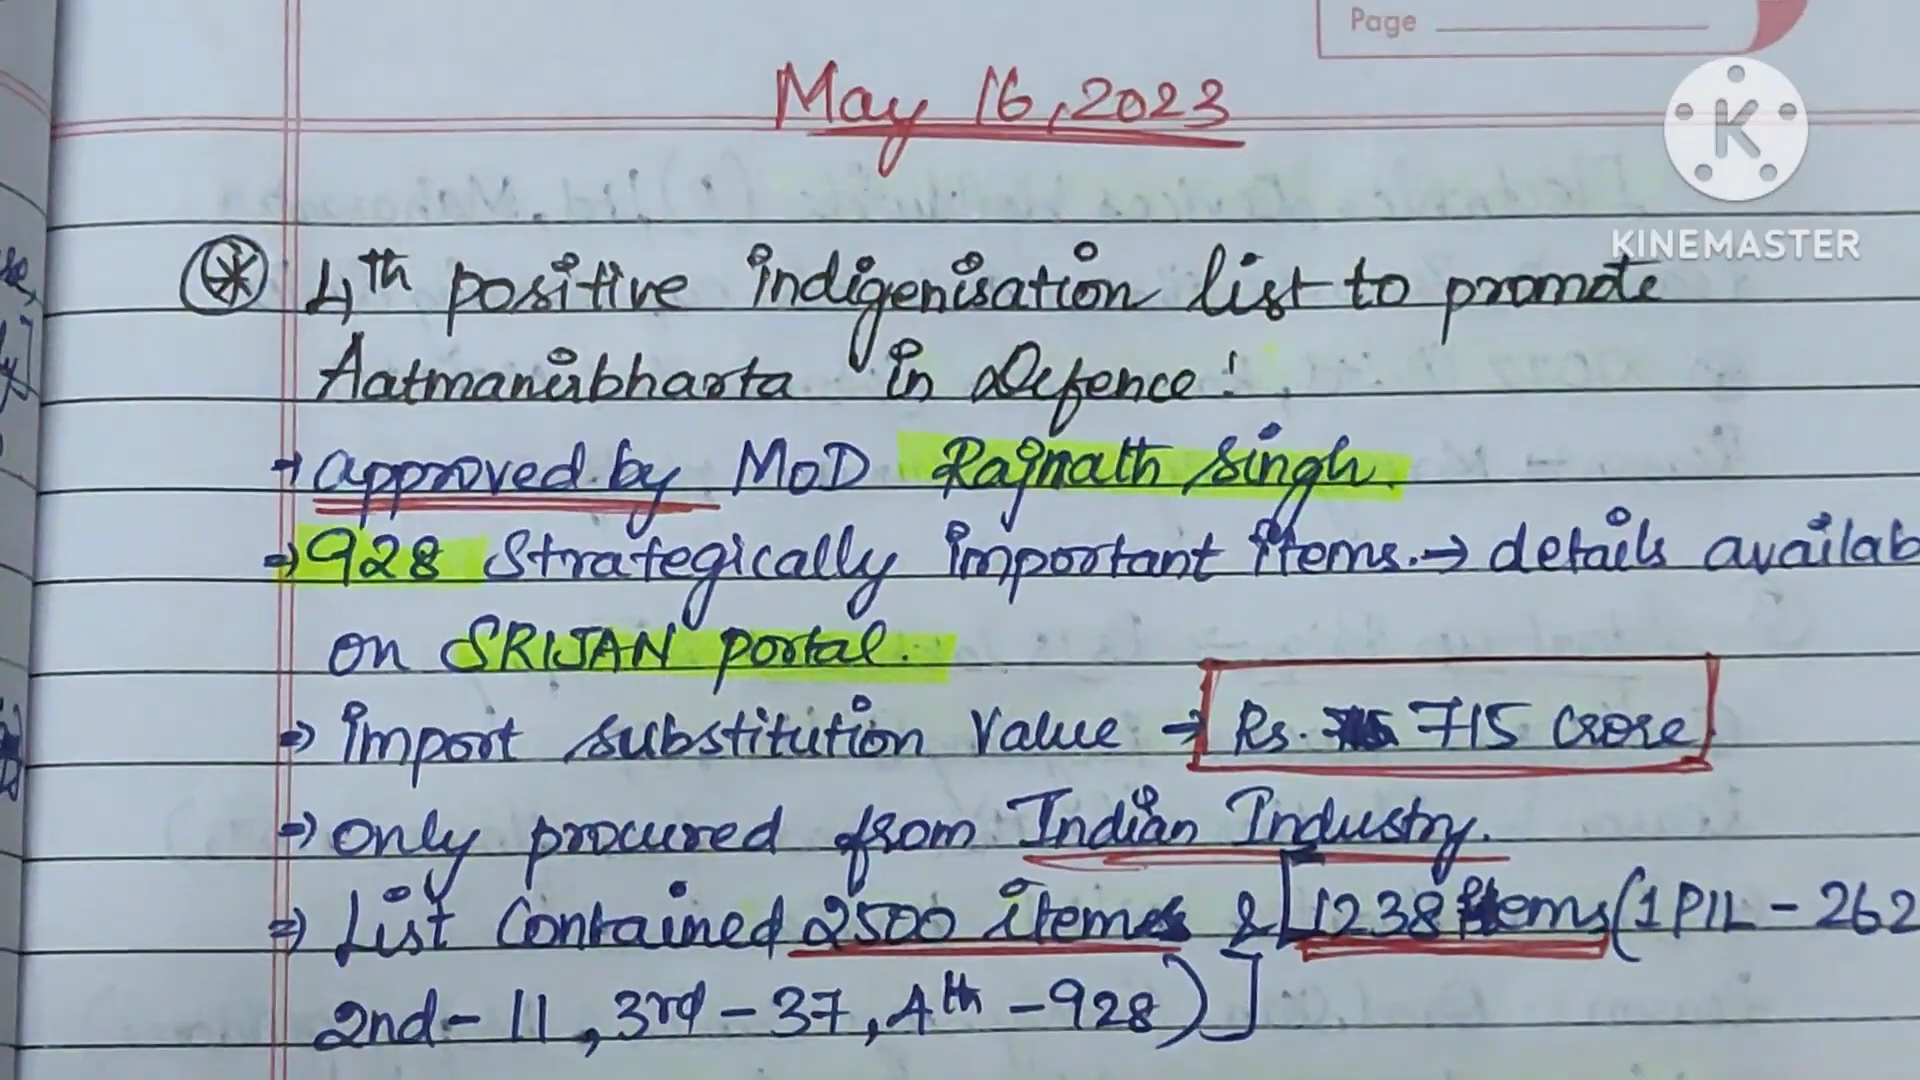 Page
May 16, 2023
K
KINEMASTER
4th positive indigenisation list to promote
Aatmanirbharta in Defence:
→ approved by MoD Rajnath Singh.
⇒ 928 Strategically important items. → details availab
on SRIJAN portal.
⇒ import substitution Value → Rs. 715 crore
⇒ only procured from Indian Industry.
⇒ List contained 2500 items & [1238 items (1 PIL - 262
2nd - 11, 3rd - 37, 4th - 928)]